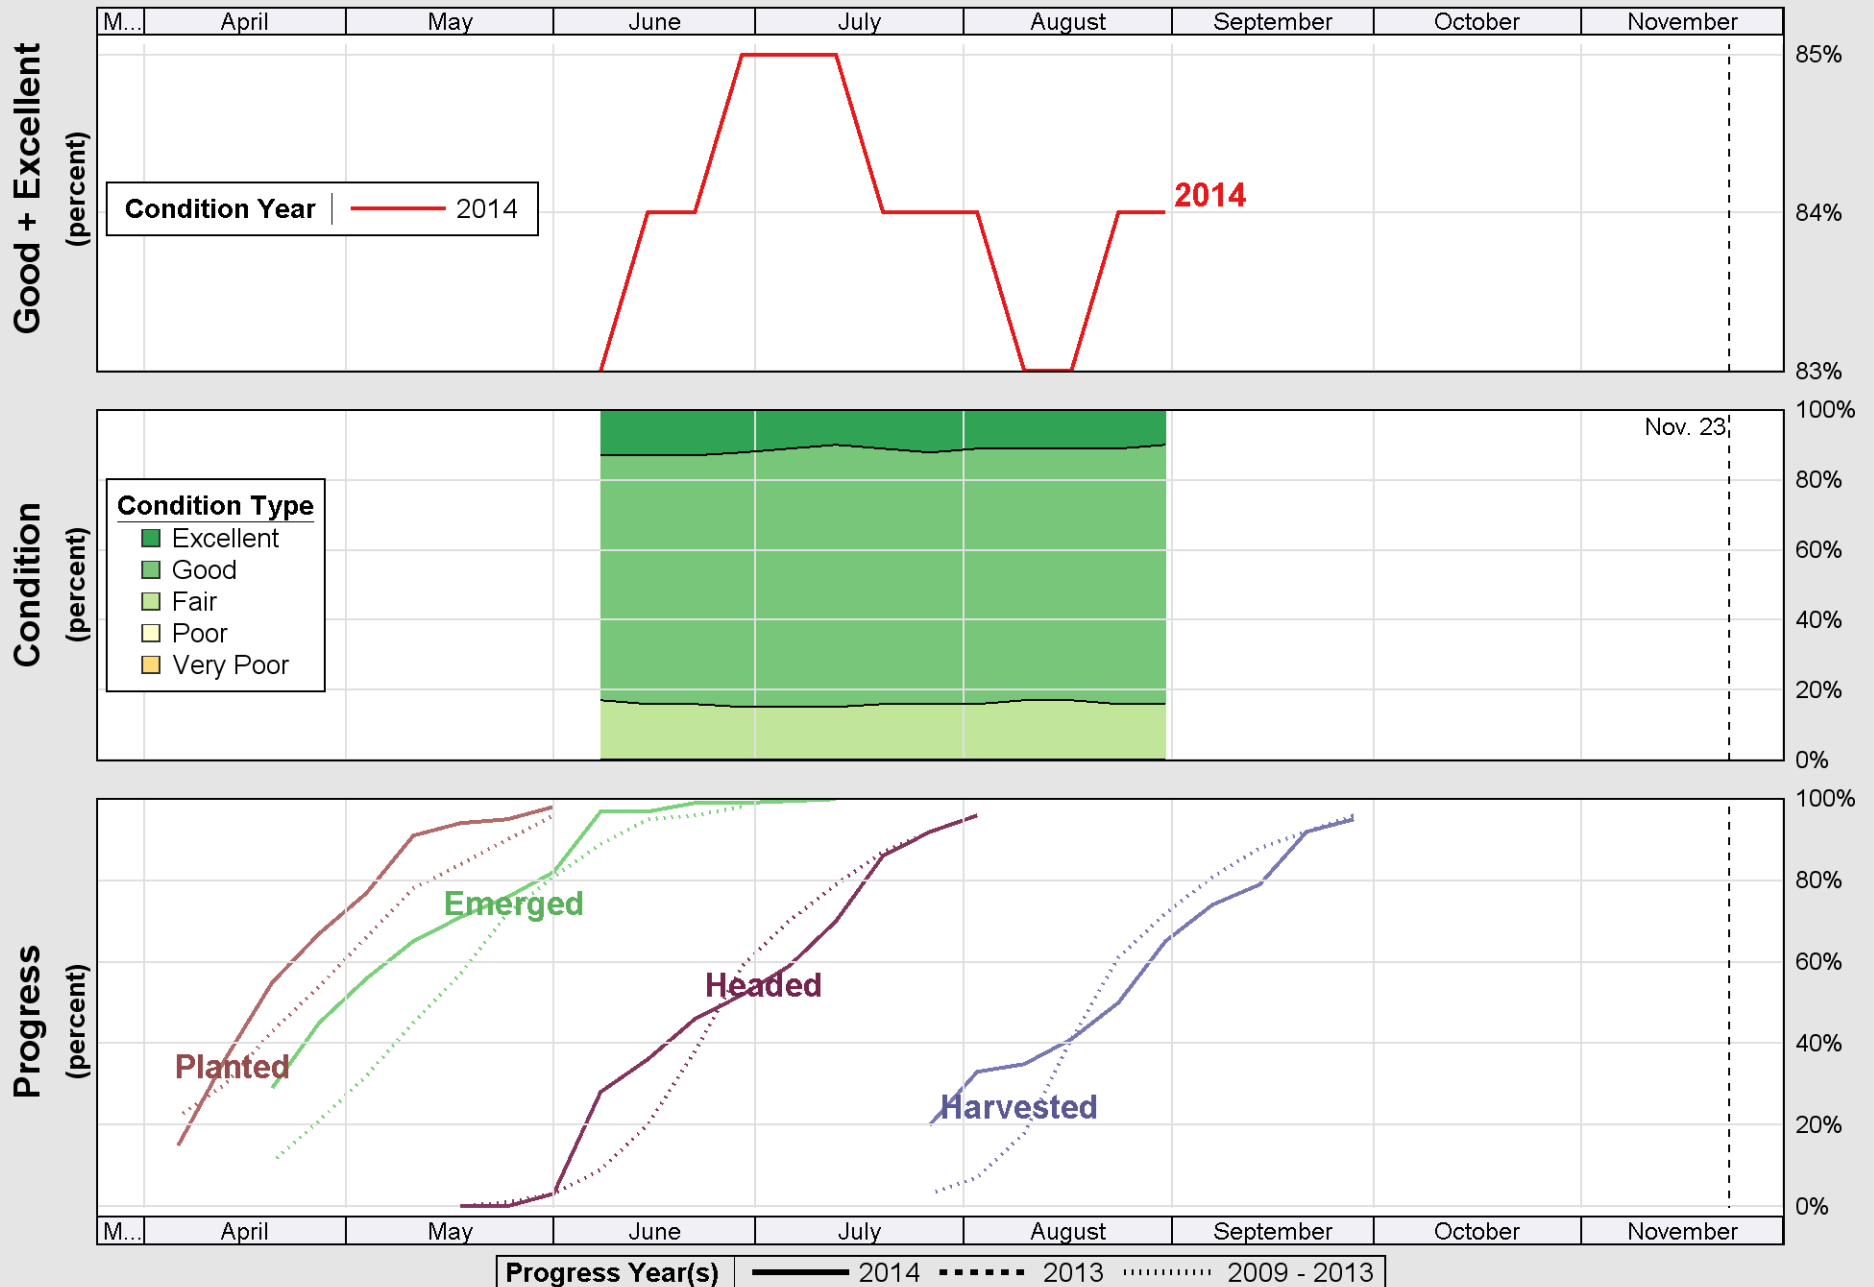 M... April May June July August September October November
Good + Excellent
(percent)
85%
84%
83%
Condition Year 2014
2014
Condition
(percent)
100%
80%
60%
40%
20%
0%
Nov. 23
Condition Type
Excellent
Good
Fair
Poor
Very Poor
Progress
(percent)
100%
80%
60%
40%
20%
0%
Planted
Emerged
Headed
Harvested
M... April May June July August September October November
Progress Year(s) 2014 2013 2009 - 2013